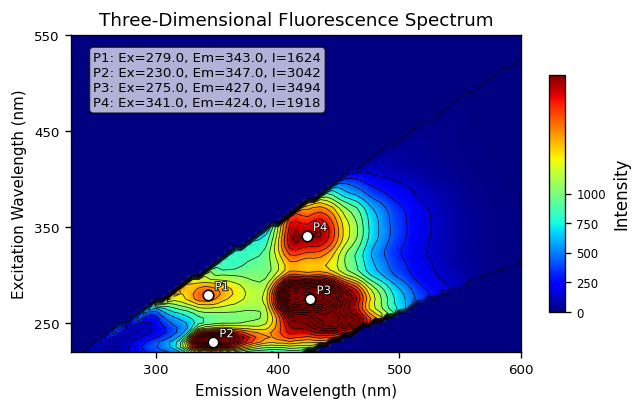 Three-Dimensional Fluorescence Spectrum
P1: Ex=279.0, Em=343.0, I=1624
P2: Ex=230.0, Em=347.0, I=3042
P3: Ex=275.0, Em=427.0, I=3494
P4: Ex=341.0, Em=424.0, I=1918
550
450
350
250
Excitation Wavelength (nm)
P4
P1
P3
P2
300
400
500
600
Emission Wavelength (nm)
1000
750
500
250
0
Intensity